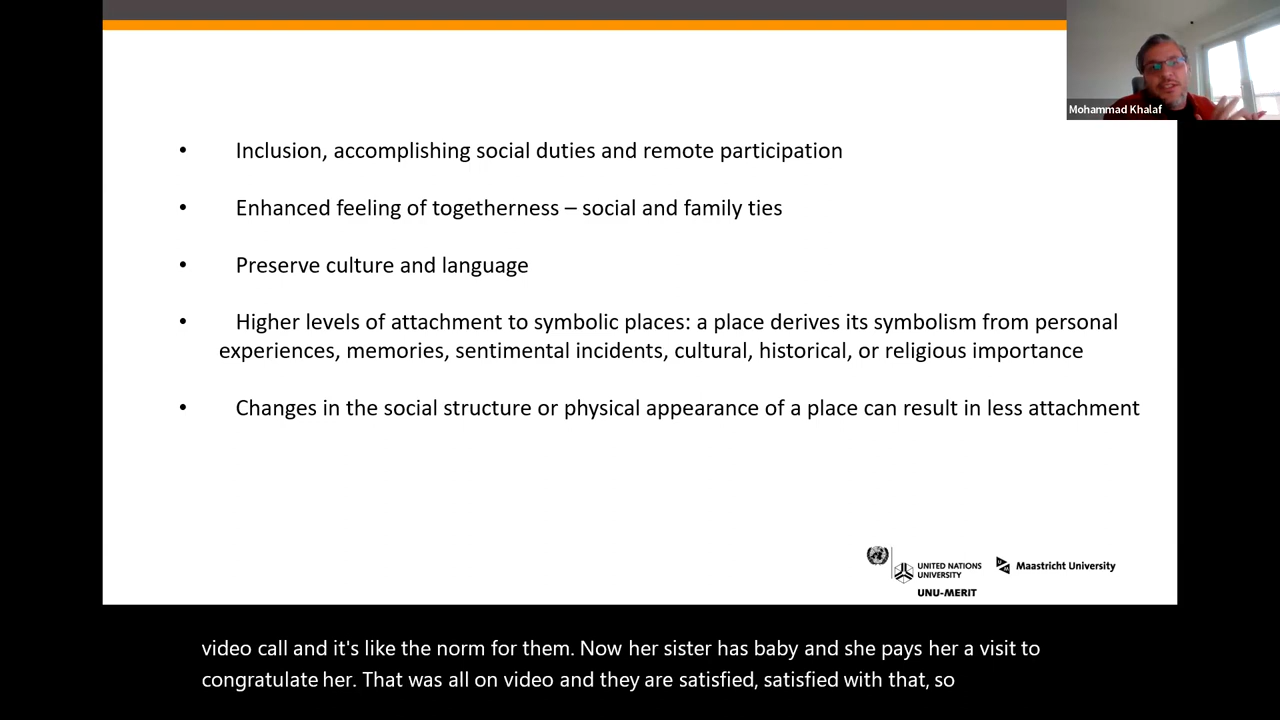 Mohammad Khalaf
• Inclusion, accomplishing social duties and remote participation
• Enhanced feeling of togetherness – social and family ties
• Preserve culture and language
• Higher levels of attachment to symbolic places: a place derives its symbolism from personal
experiences, memories, sentimental incidents, cultural, historical, or religious importance
• Changes in the social structure or physical appearance of a place can result in less attachment
UNITED NATIONS
UNIVERSITY
UNU-MERIT
Maastricht University
video call and it's like the norm for them. Now her sister has baby and she pays her a visit to
congratulate her. That was all on video and they are satisfied, satisfied with that, so